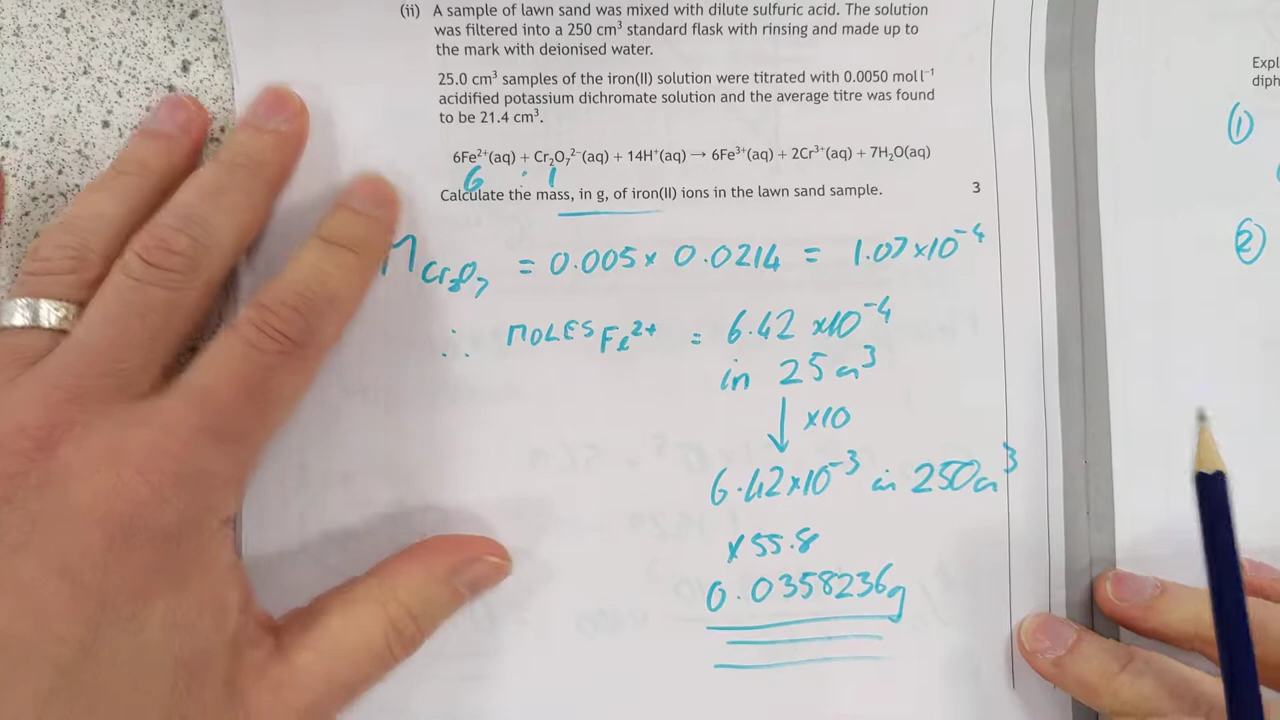 (ii) A sample of lawn sand was mixed with dilute sulfuric acid. The solution
was filtered into a 250 cm³ standard flask with rinsing and made up to
the mark with deionised water.
25.0 cm³ samples of the iron(II) solution were titrated with 0.0050 mol l⁻¹
acidified potassium dichromate solution and the average titre was found
to be 21.4 cm³.
6Fe²⁺(aq) + Cr₂O₇²⁻(aq) + 14H⁺(aq) → 6Fe³⁺(aq) + 2Cr³⁺(aq) + 7H₂O(aq)
6 : 1
Calculate the mass, in g, of iron(II) ions in the lawn sand sample. 3
n Cr₂O₇ = 0.005 × 0.0214 = 1.07 × 10⁻⁴
∴ MOLES Fe²⁺ = 6.42 × 10⁻⁴
in 25 cm³
↓ ×10
6.42 × 10⁻³ in 250 cm³
× 55.8
0.0358236g
Expl
diph
①
②